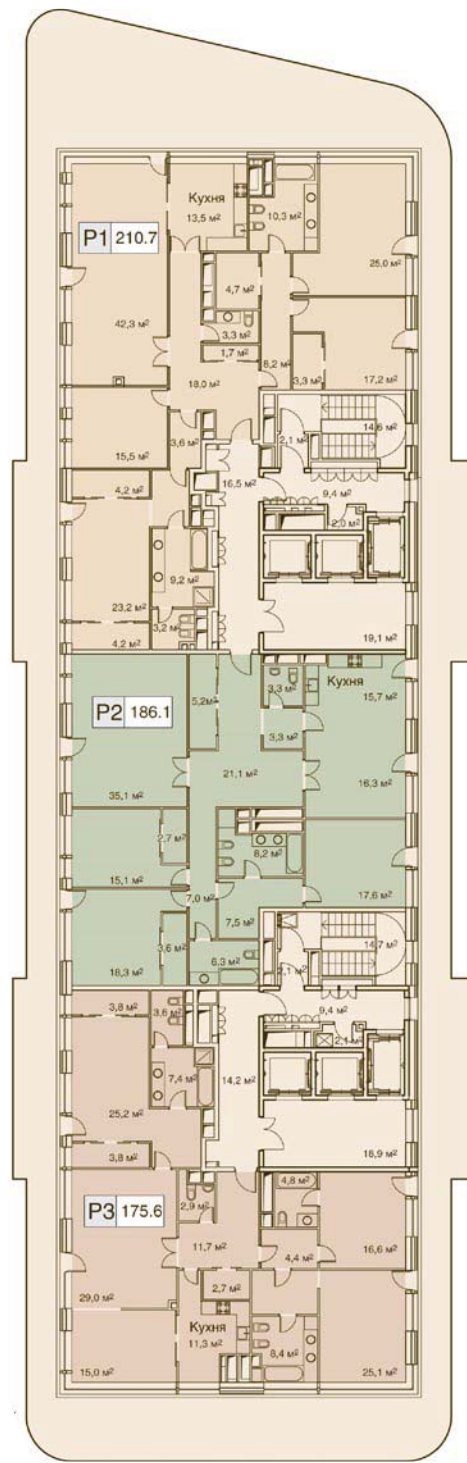 Кухня
13,5 м²
10,3 м²
P1 210.7
25,0 м²
4,7 м²
42,3 м²
3,3 м²
1,7 м²
8,2 м²
3,3 м²
17,2 м²
18,0 м²
15,5 м²
3,6 м²
2,1 м²
14,6 м²
4,2 м²
16,5 м²
9,4 м²
2,0 м²
9,2 м²
23,2 м²
3,2 м²
4,2 м²
19,1 м²
5,2 м²
3,3 м²
Кухня
15,7 м²
P2 186.1
3,3 м²
21,1 м²
16,3 м²
35,1 м²
2,7 м²
8,2 м²
15,1 м²
7,0 м²
17,6 м²
7,5 м²
3,6 м²
18,3 м²
6,3 м²
2,1 м²
14,7 м²
3,8 м²
3,6 м²
9,4 м²
2,1 м²
7,4 м²
14,2 м²
25,2 м²
3,8 м²
18,9 м²
P3 175.6
2,9 м²
4,8 м²
11,7 м²
4,4 м²
16,6 м²
2,7 м²
29,0 м²
Кухня
11,3 м²
8,4 м²
15,0 м²
25,1 м²